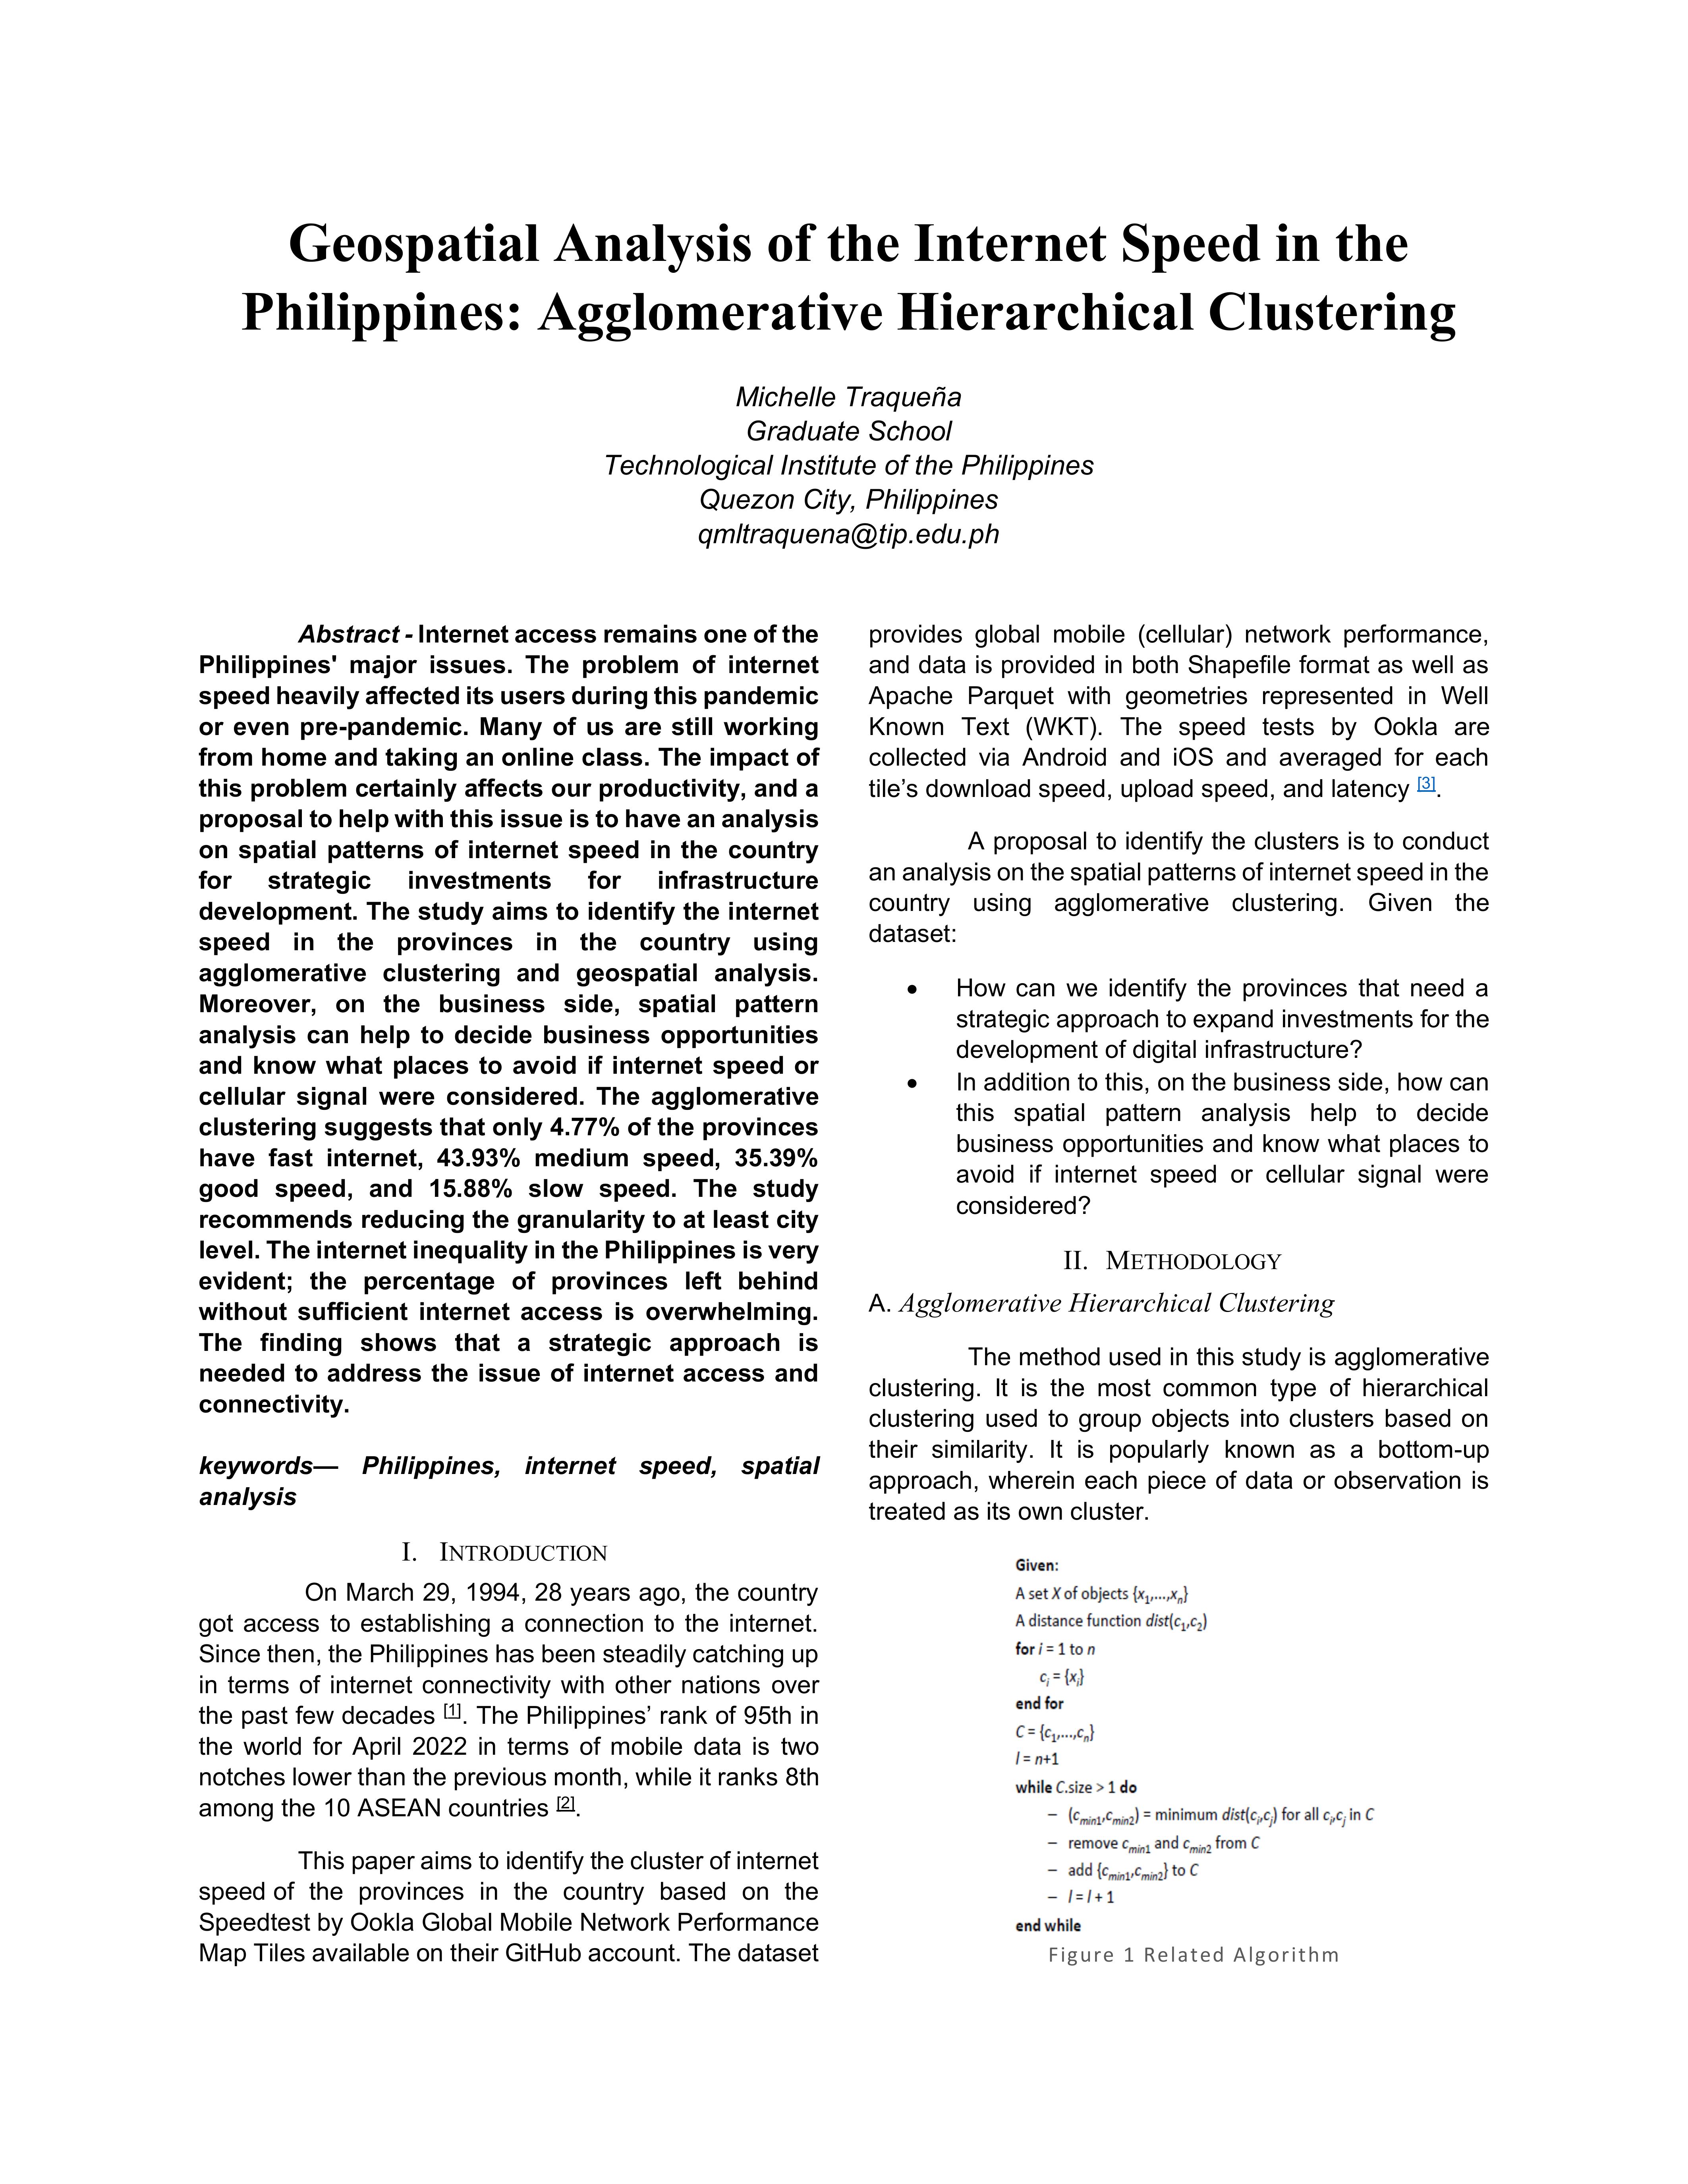 Geospatial Analysis of the Internet Speed in the
Philippines: Agglomerative Hierarchical Clustering
Michelle Traqueña
Graduate School
Technological Institute of the Philippines
Quezon City, Philippines
qmltraquena@tip.edu.ph
Abstract - Internet access remains one of the
Philippines' major issues. The problem of internet
speed heavily affected its users during this pandemic
or even pre-pandemic. Many of us are still working
from home and taking an online class. The impact of
this problem certainly affects our productivity, and a
proposal to help with this issue is to have an analysis
on spatial patterns of internet speed in the country
for strategic investments for infrastructure
development. The study aims to identify the internet
speed in the provinces in the country using
agglomerative clustering and geospatial analysis.
Moreover, on the business side, spatial pattern
analysis can help to decide business opportunities
and know what places to avoid if internet speed or
cellular signal were considered. The agglomerative
clustering suggests that only 4.77% of the provinces
have fast internet, 43.93% medium speed, 35.39%
good speed, and 15.88% slow speed. The study
recommends reducing the granularity to at least city
level. The internet inequality in the Philippines is very
evident; the percentage of provinces left behind
without sufficient internet access is overwhelming.
The finding shows that a strategic approach is
needed to address the issue of internet access and
connectivity.
keywords— Philippines, internet speed, spatial
analysis
I. INTRODUCTION
On March 29, 1994, 28 years ago, the country
got access to establishing a connection to the internet.
Since then, the Philippines has been steadily catching up
in terms of internet connectivity with other nations over
the past few decades [1]. The Philippines’ rank of 95th in
the world for April 2022 in terms of mobile data is two
notches lower than the previous month, while it ranks 8th
among the 10 ASEAN countries [2].
This paper aims to identify the cluster of internet
speed of the provinces in the country based on the
Speedtest by Ookla Global Mobile Network Performance
Map Tiles available on their GitHub account. The dataset
provides global mobile (cellular) network performance,
and data is provided in both Shapefile format as well as
Apache Parquet with geometries represented in Well
Known Text (WKT). The speed tests by Ookla are
collected via Android and iOS and averaged for each
tile’s download speed, upload speed, and latency [3].
A proposal to identify the clusters is to conduct
an analysis on the spatial patterns of internet speed in the
country using agglomerative clustering. Given the
dataset:
• How can we identify the provinces that need a
strategic approach to expand investments for the
development of digital infrastructure?
• In addition to this, on the business side, how can
this spatial pattern analysis help to decide
business opportunities and know what places to
avoid if internet speed or cellular signal were
considered?
II. METHODOLOGY
A. Agglomerative Hierarchical Clustering
The method used in this study is agglomerative
clustering. It is the most common type of hierarchical
clustering used to group objects into clusters based on
their similarity. It is popularly known as a bottom-up
approach, wherein each piece of data or observation is
treated as its own cluster.
Given:
A set X of objects {x1,...,xn}
A distance function dist(c1,c2)
for i = 1 to n
ci = {xi}
end for
C = {c1,...,cn}
l = n+1
while C.size > 1 do
– (cmin1,cmin2) = minimum dist(ci,cj) for all ci,cj in C
– remove cmin1 and cmin2 from C
– add {cmin1,cmin2} to C
– l = l + 1
end while
Figure 1 Related Algorithm